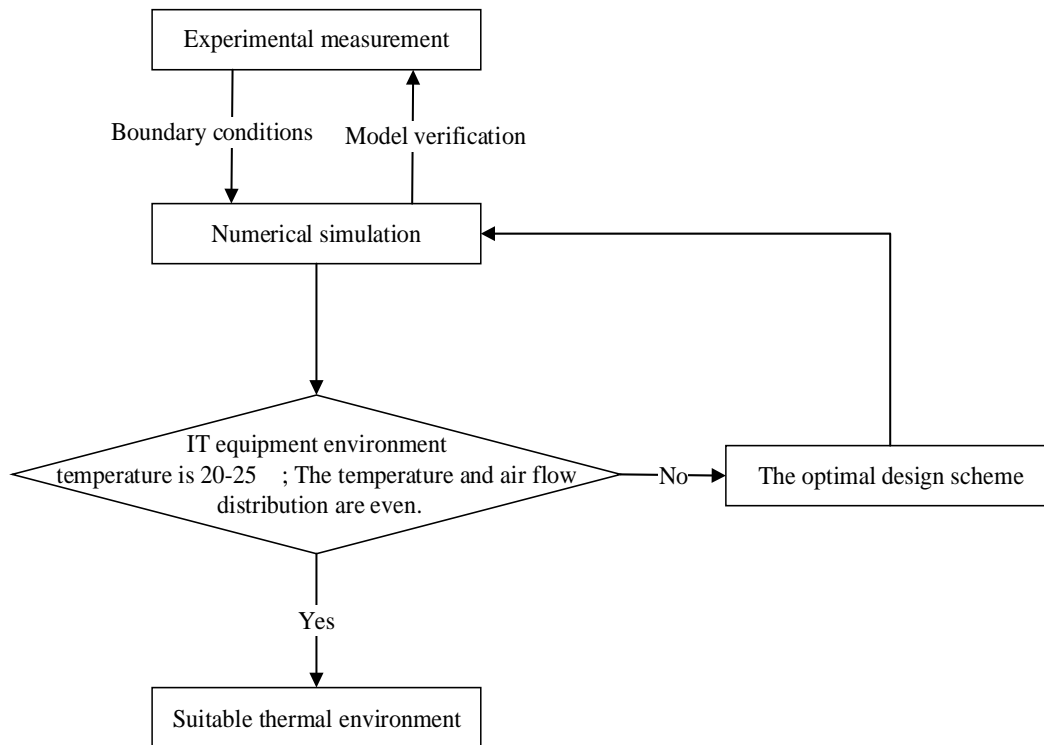 Experimental measurement
Boundary conditions
Model verification
Numerical simulation
IT equipment environment
temperature is 20-25 ; The temperature and air flow
distribution are even.
No
The optimal design scheme
Yes
Suitable thermal environment